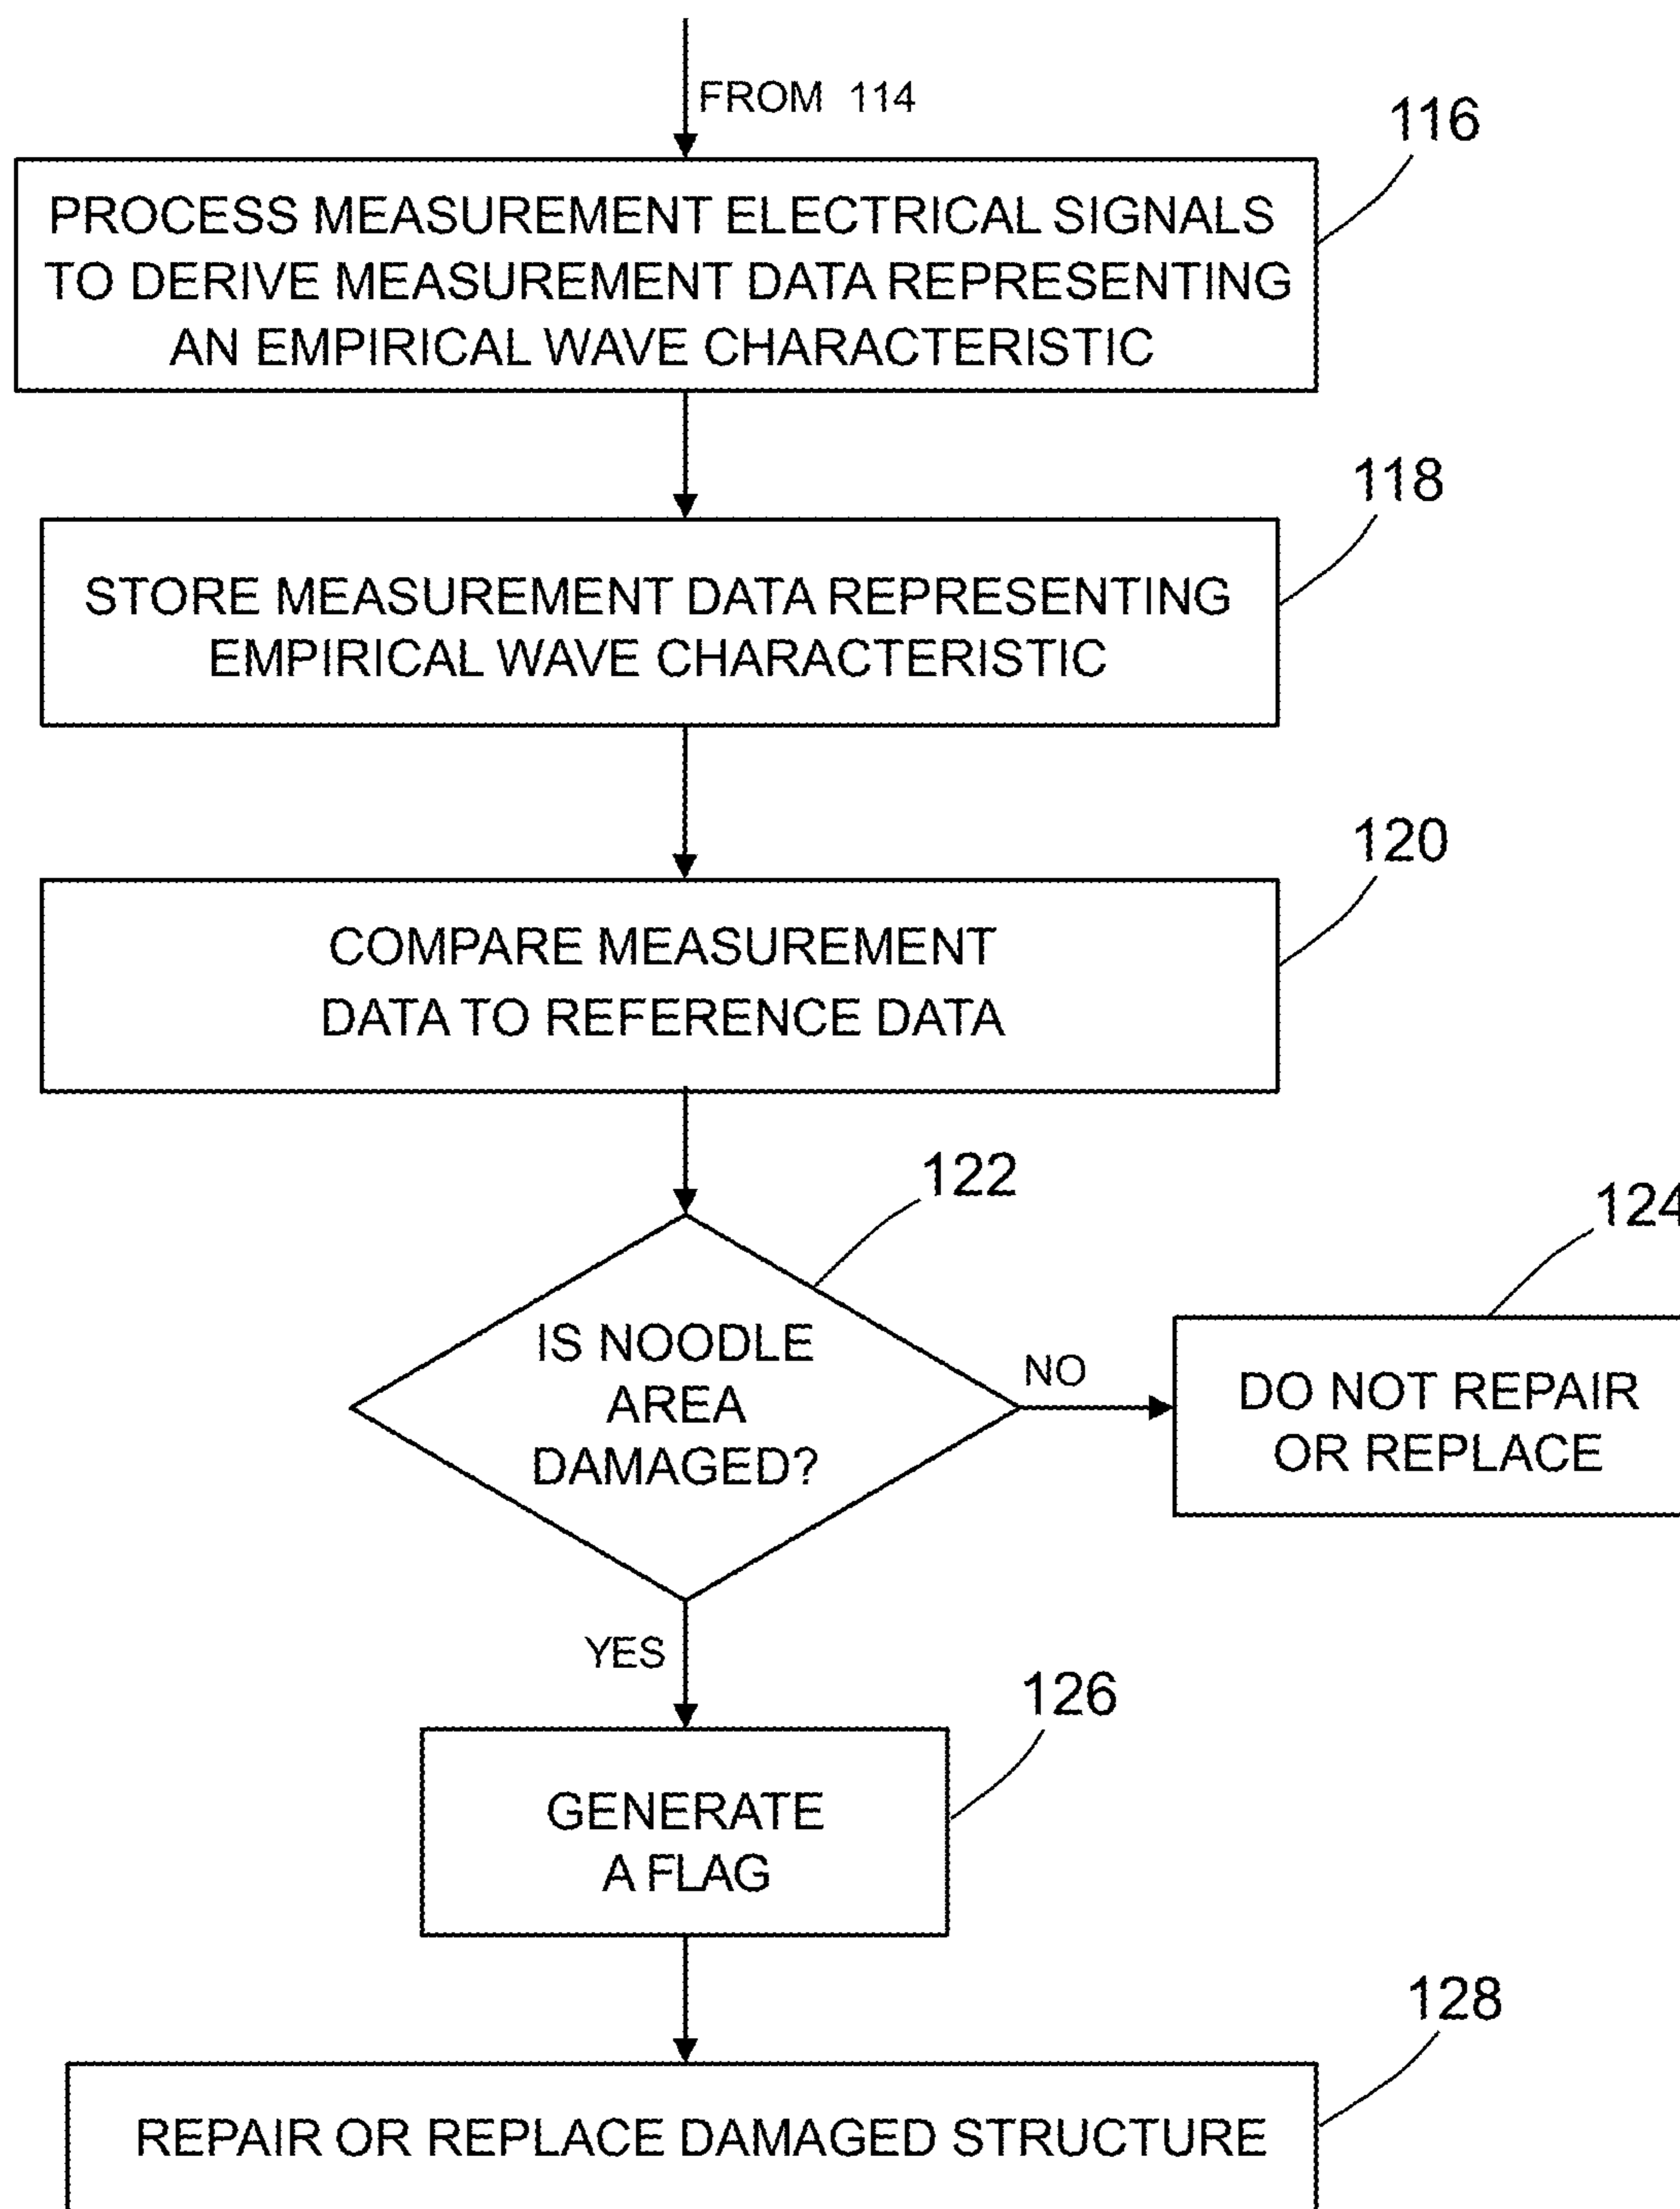 FROM 114
116
PROCESS MEASUREMENT ELECTRICAL SIGNALS
TO DERIVE MEASUREMENT DATA REPRESENTING
AN EMPIRICAL WAVE CHARACTERISTIC
118
STORE MEASUREMENT DATA REPRESENTING
EMPIRICAL WAVE CHARACTERISTIC
120
COMPARE MEASUREMENT
DATA TO REFERENCE DATA
122
124
IS NOODLE
AREA
DAMAGED?
NO
DO NOT REPAIR
OR REPLACE
YES
126
GENERATE
A FLAG
128
REPAIR OR REPLACE DAMAGED STRUCTURE